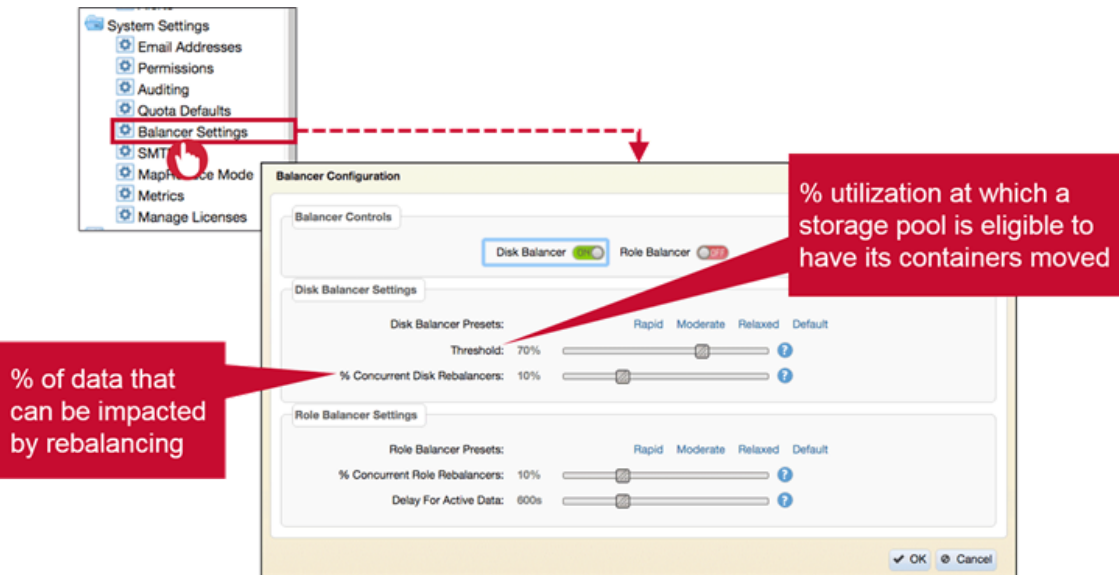 System Settings
Email Addresses
Permissions
Auditing
Quota Defaults
Balancer Settings
Metrics
Manage Licenses
Balancer Configuration
Balancer Controls
Disk Balancer ON Role Balancer OFF
Disk Balancer Settings
Disk Balancer Presets: Rapid Moderate Relaxed Default
Threshold: 70% ?
% Concurrent Disk Rebalancers: 10% ?
Role Balancer Settings
Role Balancer Presets: Rapid Moderate Relaxed Default
% Concurrent Role Rebalancers: 10% ?
Delay For Active Data: 600s ?
OK Cancel
% utilization at which a
storage pool is eligible to
have its containers moved
% of data that
can be impacted
by rebalancing